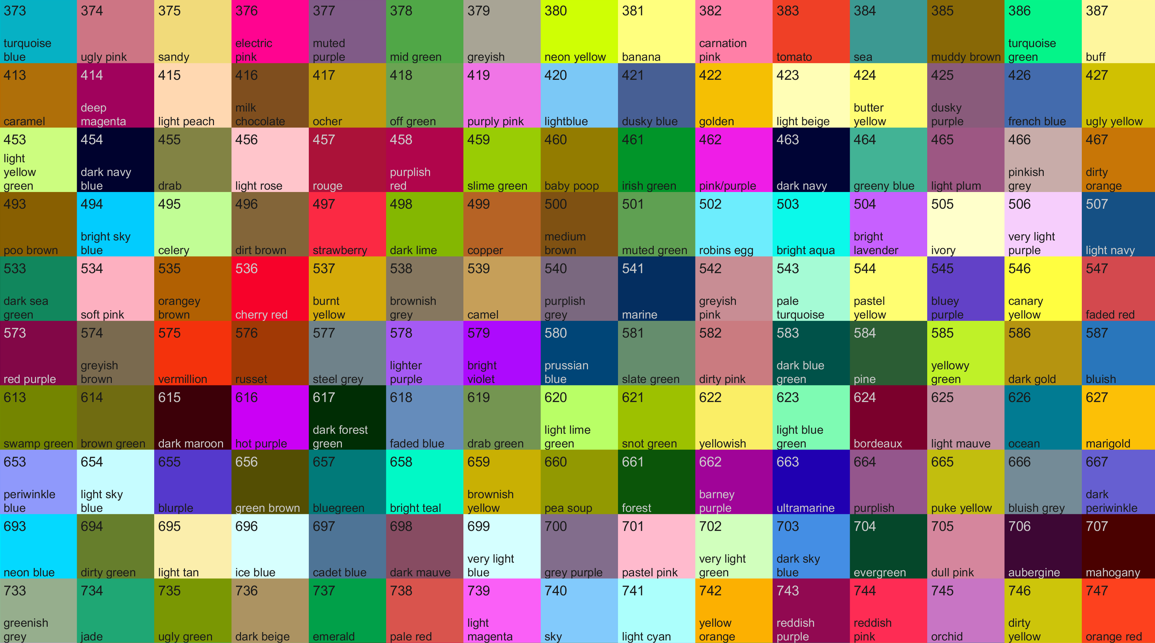 373 374 375 376 377 378 379 380 381 382 383 384 385 386 387
turquoise blue ugly pink sandy electric pink muted purple mid green greyish neon yellow banana carnation pink tomato sea muddy brown turquoise green buff
413 414 415 416 417 418 419 420 421 422 423 424 425 426 427
caramel deep magenta light peach milk chocolate ocher off green purply pink lightblue dusky blue golden light beige butter yellow dusky purple french blue ugly yellow
453 454 455 456 457 458 459 460 461 462 463 464 465 466 467
light yellow green dark navy blue drab light rose rouge purplish red slime green baby poop irish green pink/purple dark navy greeny blue light plum pinkish grey dirty orange
493 494 495 496 497 498 499 500 501 502 503 504 505 506 507
poo brown bright sky blue celery dirt brown strawberry dark lime copper medium brown muted green robins egg bright aqua bright lavender ivory very light purple light navy
533 534 535 536 537 538 539 540 541 542 543 544 545 546 547
dark sea green soft pink orangey brown cherry red burnt yellow brownish grey camel purplish grey marine greyish pink pale turquoise pastel yellow bluey purple canary yellow faded red
573 574 575 576 577 578 579 580 581 582 583 584 585 586 587
red purple greyish brown vermillion russet steel grey lighter purple bright violet prussian blue slate green dirty pink dark blue green pine yellowy green dark gold bluish
613 614 615 616 617 618 619 620 621 622 623 624 625 626 627
swamp green brown green dark maroon hot purple dark forest green faded blue drab green light lime green snot green yellowish light blue green bordeaux light mauve ocean marigold
653 654 655 656 657 658 659 660 661 662 663 664 665 666 667
periwinkle blue light sky blue blurple green brown bluegreen bright teal brownish yellow pea soup forest barney purple ultramarine purplish puke yellow bluish grey dark periwinkle
693 694 695 696 697 698 699 700 701 702 703 704 705 706 707
neon blue dirty green light tan ice blue cadet blue dark mauve very light blue grey purple pastel pink very light green dark sky blue evergreen dull pink aubergine mahogany
733 734 735 736 737 738 739 740 741 742 743 744 745 746 747
greenish grey jade ugly green dark beige emerald pale red light magenta sky light cyan yellow orange reddish purple reddish pink orchid dirty yellow orange red